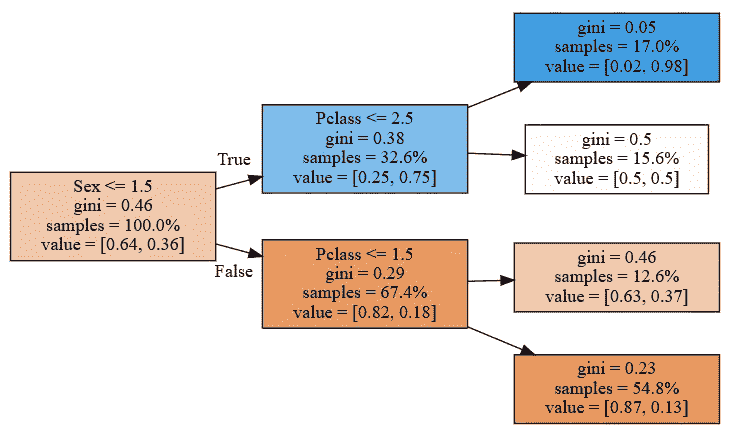 Sex <= 1.5
gini = 0.46
samples = 100.0%
value = [0.64, 0.36]
True
False
Pclass <= 2.5
gini = 0.38
samples = 32.6%
value = [0.25, 0.75]
Pclass <= 1.5
gini = 0.29
samples = 67.4%
value = [0.82, 0.18]
gini = 0.05
samples = 17.0%
value = [0.02, 0.98]
gini = 0.5
samples = 15.6%
value = [0.5, 0.5]
gini = 0.46
samples = 12.6%
value = [0.63, 0.37]
gini = 0.23
samples = 54.8%
value = [0.87, 0.13]